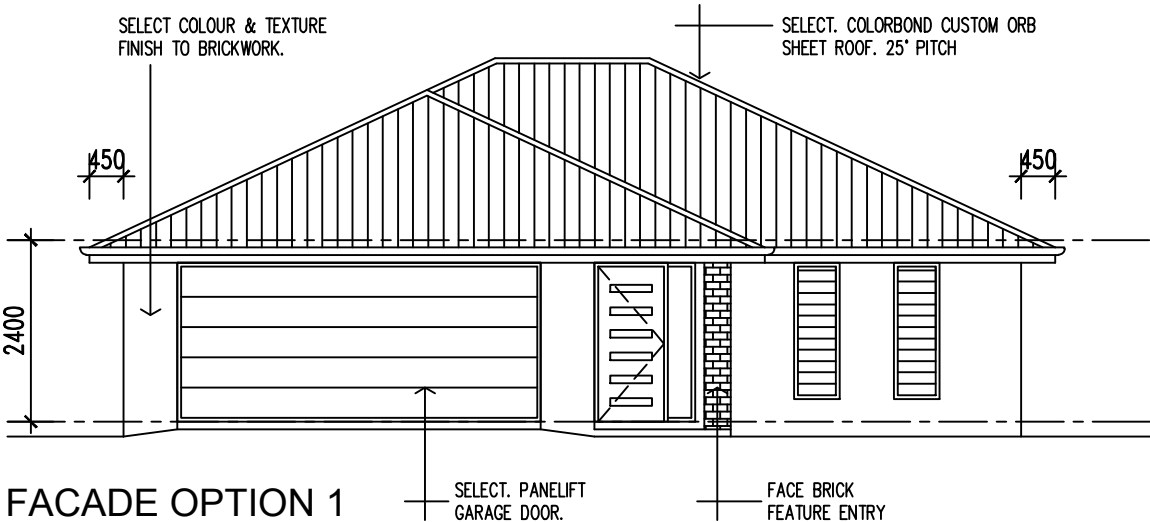 SELECT COLOUR & TEXTURE
FINISH TO BRICKWORK.
SELECT. COLORBOND CUSTOM ORB
SHEET ROOF. 25° PITCH
450
450
2400
FACADE OPTION 1
SELECT. PANELIFT
GARAGE DOOR.
FACE BRICK
FEATURE ENTRY